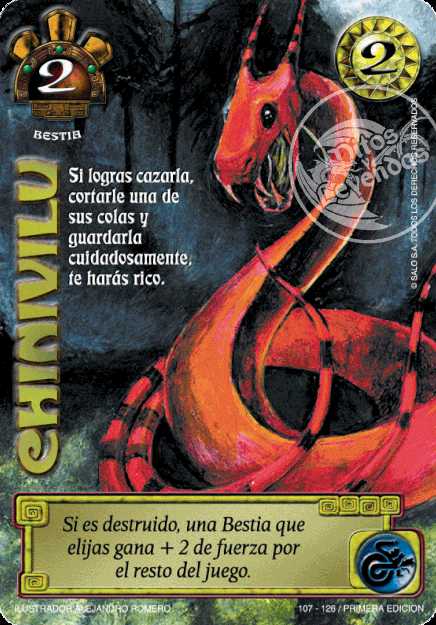 2
2
BESTIA
CHINIVILU
Si logras cazarla,
cortarle una de
sus colas y
guardarla
cuidadosamente,
te harás rico.
Mitos
y
Leyendas
© SALO S.A. TODOS LOS DERECHOS RESERVADOS
Si es destruido, una Bestia que
elijas gana + 2 de fuerza por
el resto del juego.
ILUSTRADOR ALEJANDRO ROMERO
107 - 126 / PRIMERA EDICION